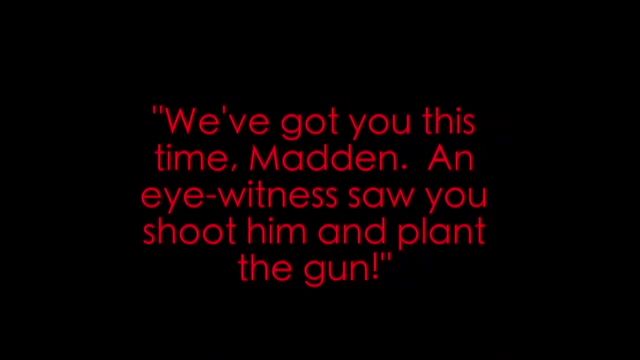 "We've got you this
time, Madden.  An
eye-witness saw you
shoot him and plant
the gun!"